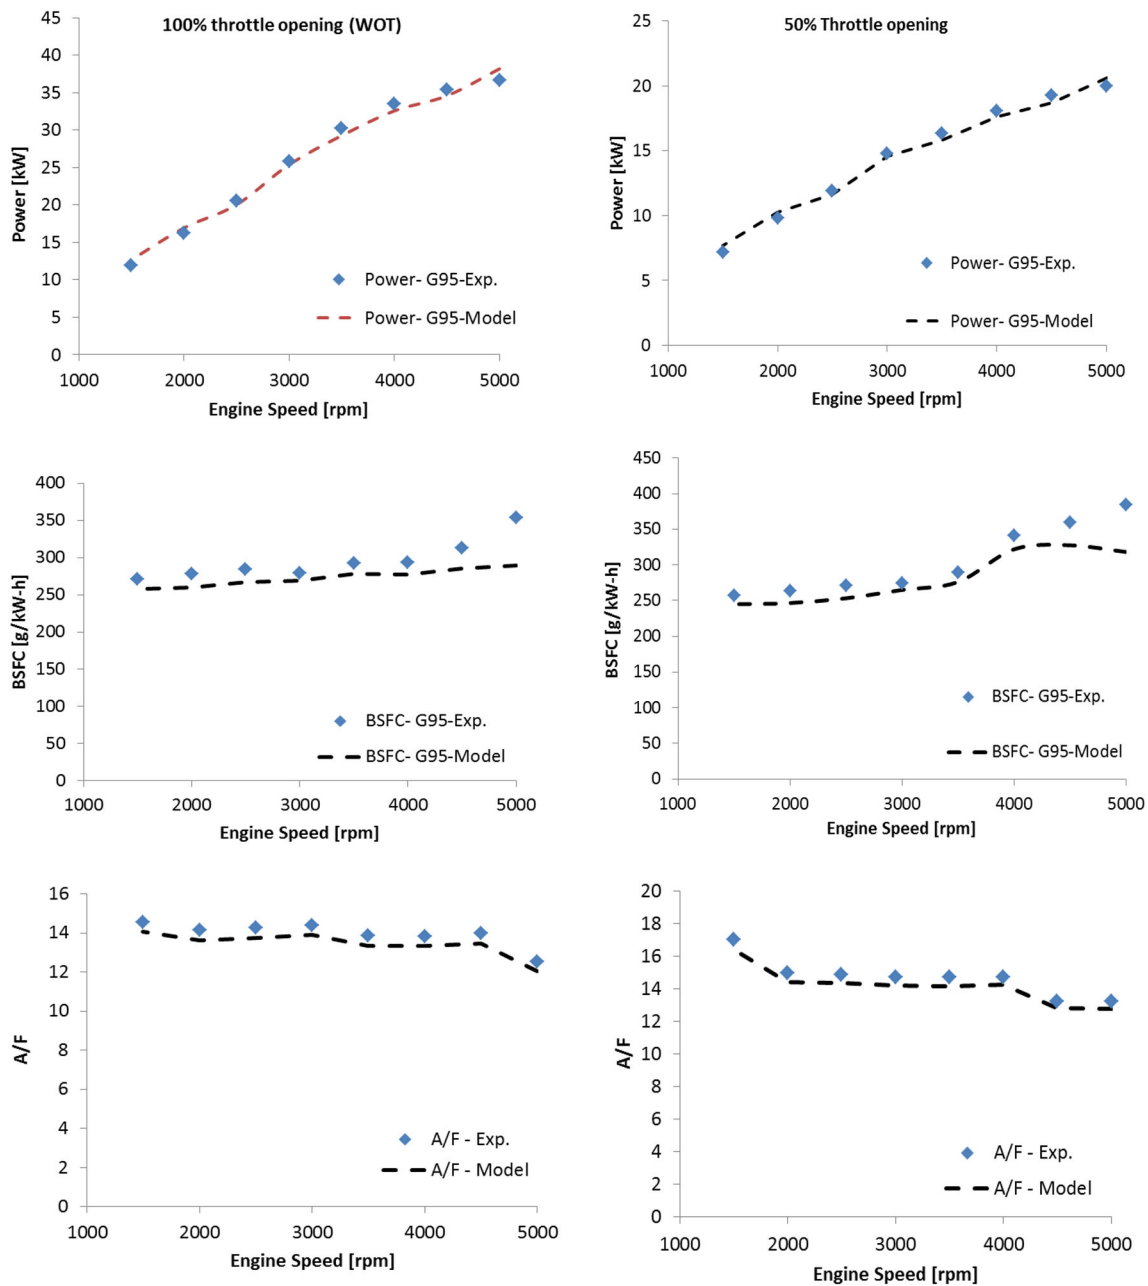 100% throttle opening (WOT)
45
40
35
30
25
20
15
10
5
0
Power [kW]
Power- G95-Exp.
Power- G95-Model
1000 2000 3000 4000 5000
Engine Speed [rpm]
50% Throttle opening
25
20
15
10
5
0
Power [kW]
Power- G95-Exp.
Power- G95-Model
1000 2000 3000 4000 5000
Engine Speed [rpm]
400
350
300
250
200
150
100
50
0
BSFC [g/kW-h]
BSFC- G95-Exp.
BSFC- G95-Model
1000 2000 3000 4000 5000
Engine Speed [rpm]
450
400
350
300
250
200
150
100
50
0
BSFC [g/kW-h]
BSFC- G95-Exp.
BSFC- G95-Model
1000 2000 3000 4000 5000
Engine Speed [rpm]
16
14
12
10
8
6
4
2
0
A/F
A/F - Exp.
A/F - Model
1000 2000 3000 4000 5000
Engine Speed [rpm]
20
18
16
14
12
10
8
6
4
2
0
A/F
A/F - Exp.
A/F - Model
1000 2000 3000 4000 5000
Engine Speed [rpm]